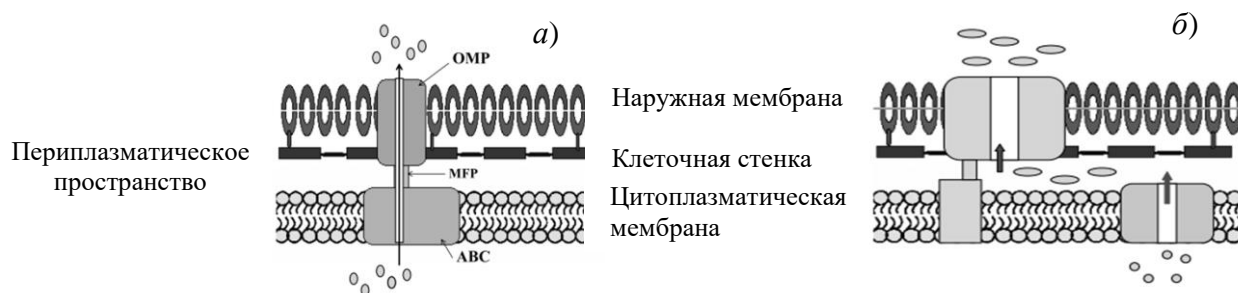 а)
OMP
Периплазматическое
пространство
MFP
ABC
Наружная мембрана
Клеточная стенка
Цитоплазматическая
мембрана
б)